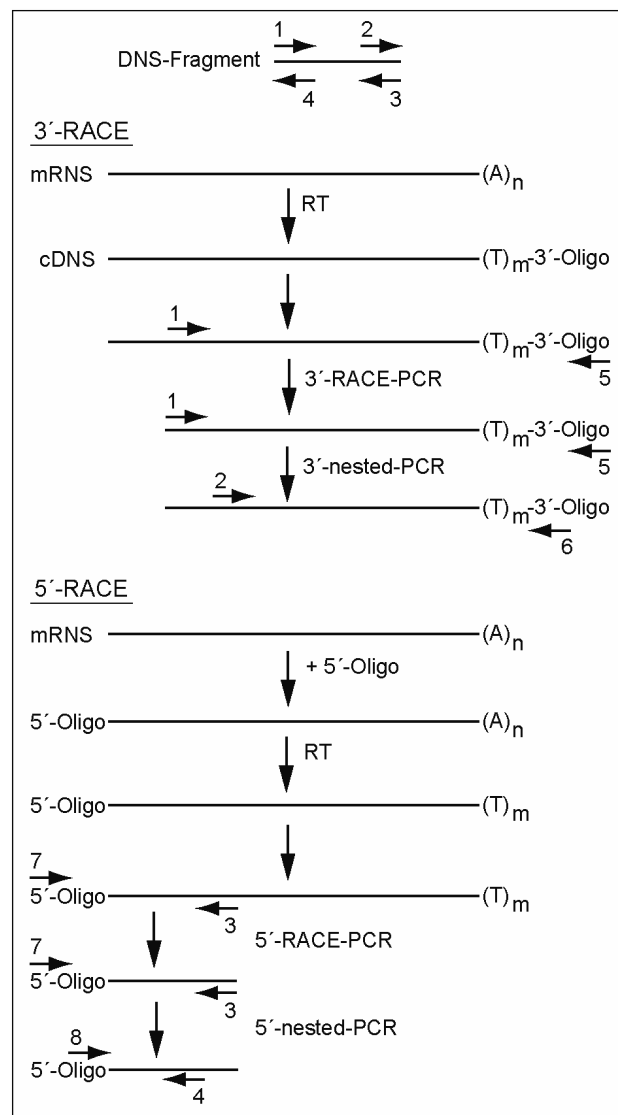 1 2
DNS-Fragment
4 3
3´-RACE
mRNS (A)n
RT
cDNS (T)m-3´-Oligo
1
(T)m-3´-Oligo
5
3´-RACE-PCR
1
(T)m-3´-Oligo
5
3´-nested-PCR
2
(T)m-3´-Oligo
6
5´-RACE
mRNS (A)n
+ 5´-Oligo
5´-Oligo (A)n
RT
5´-Oligo (T)m
7
5´-Oligo (T)m
3
5´-RACE-PCR
7
5´-Oligo
3
5´-nested-PCR
8
5´-Oligo
4